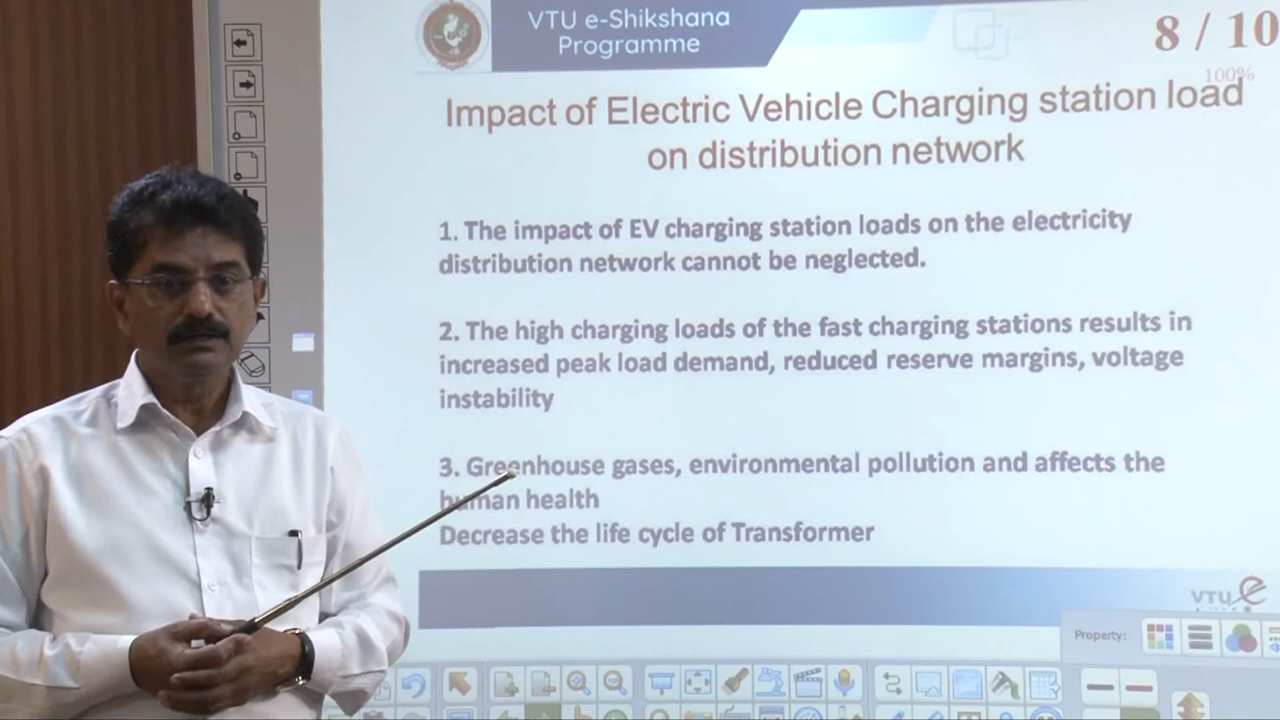 VTU e-Shikshana
Programme
8 / 10
100%
Impact of Electric Vehicle Charging station load
on distribution network
1. The impact of EV charging station loads on the electricity
distribution network cannot be neglected.
2. The high charging loads of the fast charging stations results in
increased peak load demand, reduced reserve margins, voltage
instability
3. Greenhouse gases, environmental pollution and affects the
human health
Decrease the life cycle of Transformer
VTU e
Property: